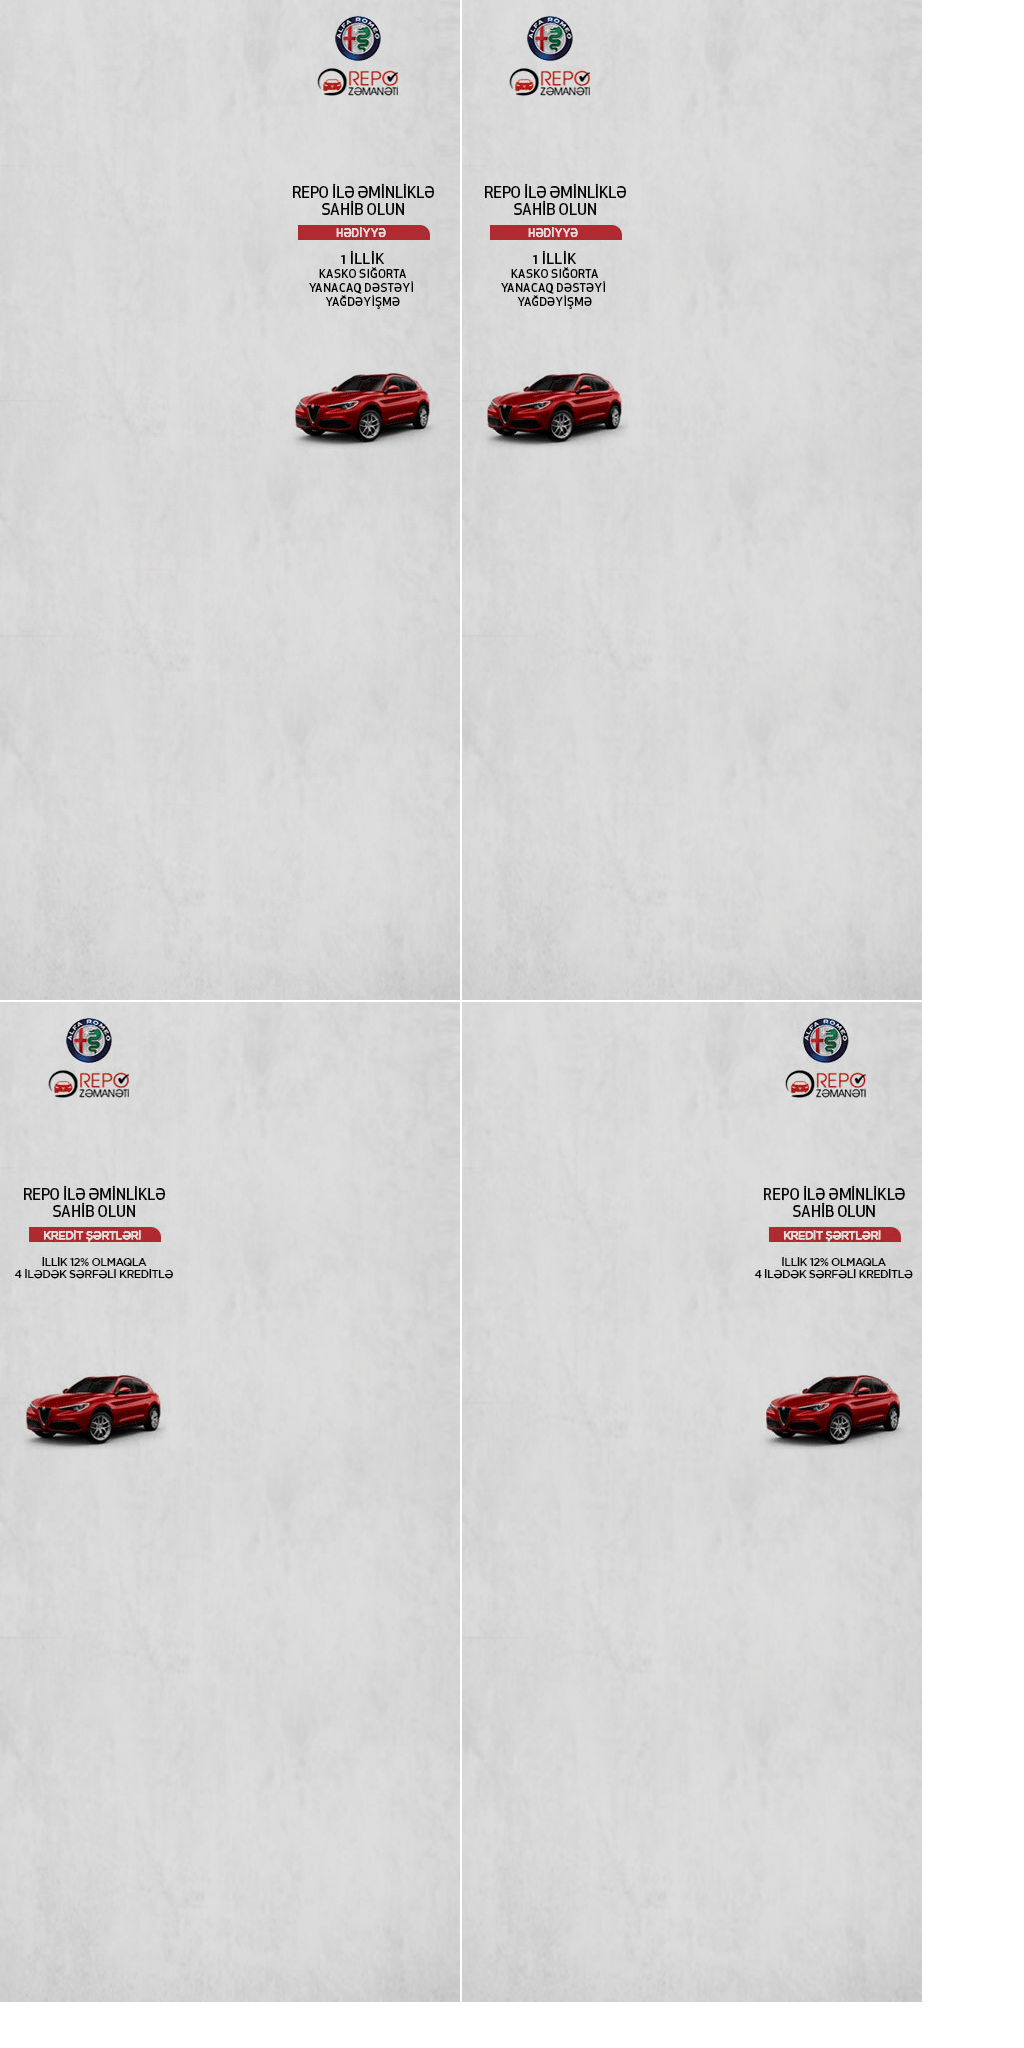 ALFA ROMEO
REPO
ZƏMANƏTİ
REPO İLƏ ƏMİNLİKLƏ
SAHİB OLUN
HƏDİYYƏ
1 İLLİK
KASKO SIĞORTA
YANACAQ DƏSTƏYİ
YAĞDƏYİŞMƏ
ALFA ROMEO
REPO
ZƏMANƏTİ
REPO İLƏ ƏMİNLİKLƏ
SAHİB OLUN
HƏDİYYƏ
1 İLLİK
KASKO SIĞORTA
YANACAQ DƏSTƏYİ
YAĞDƏYİŞMƏ
ALFA ROMEO
REPO
ZƏMANƏTİ
REPO İLƏ ƏMİNLİKLƏ
SAHİB OLUN
KREDİT ŞƏRTLƏRİ
İLLİK 12% OLMAQLA
4 İLƏDƏK SƏRFƏLİ KREDİTLƏ
ALFA ROMEO
REPO
ZƏMANƏTİ
REPO İLƏ ƏMİNLİKLƏ
SAHİB OLUN
KREDİT ŞƏRTLƏRİ
İLLİK 12% OLMAQLA
4 İLƏDƏK SƏRFƏLİ KREDİTLƏ